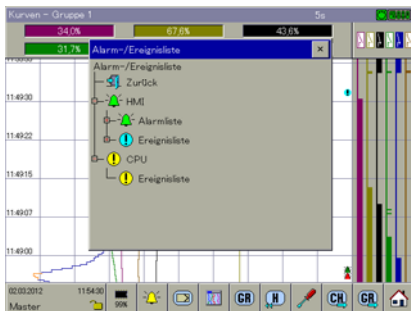 Kurven - Gruppe 1 5s
34,0% 67,6% 43,6%
31,7% Alarm-/Ereignisliste ×
Alarm-/Ereignisliste
Zurück
HMI
Alarmliste
Ereignisliste
CPU
Ereignisliste
11:49:30
11:49:22
11:49:15
11:49:07
11:49:00
02.03.2012 11:54:30 99% GR H CH GR
Master